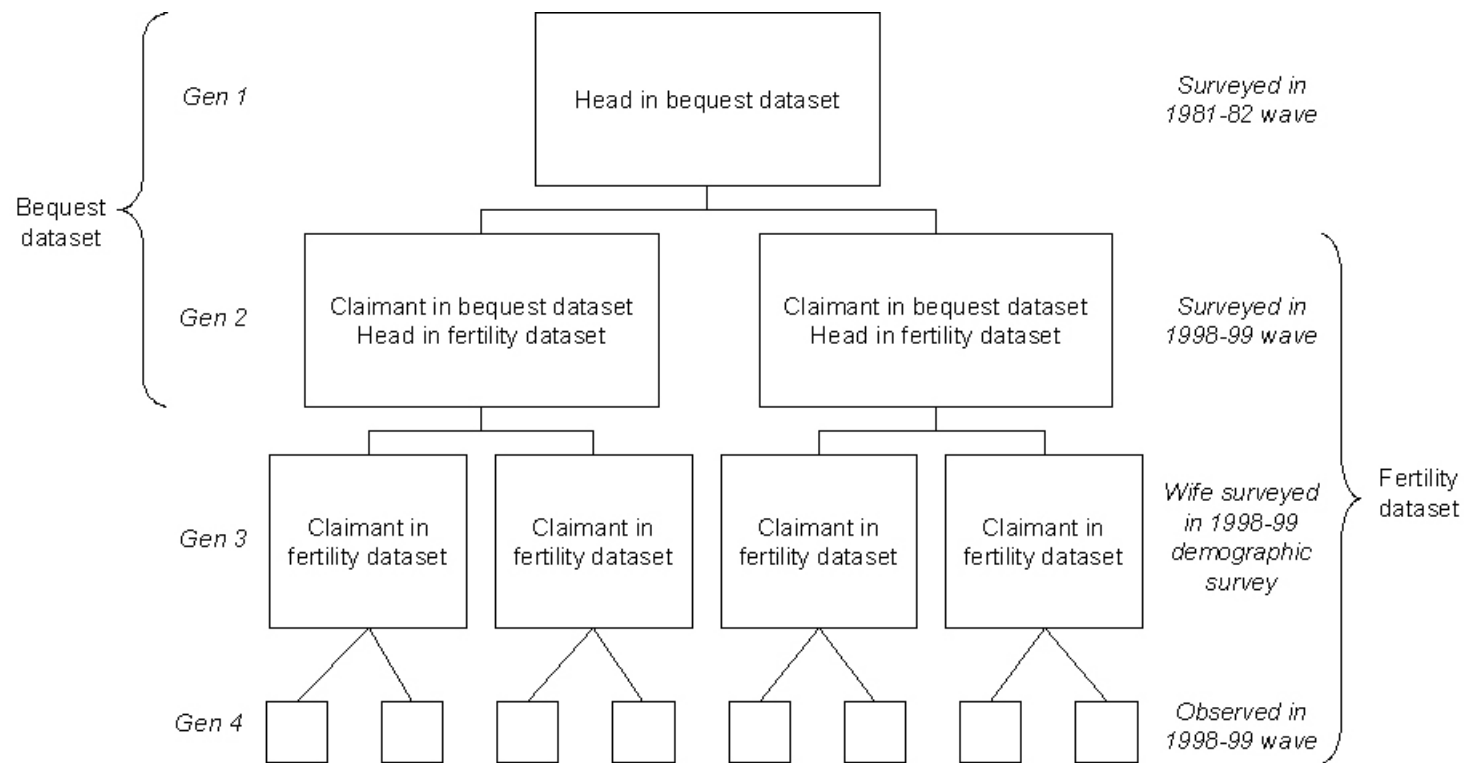 Gen 1
Head in bequest dataset
Surveyed in
1981-82 wave
Bequest
dataset
Gen 2
Claimant in bequest dataset
Head in fertility dataset
Claimant in bequest dataset
Head in fertility dataset
Surveyed in
1998-99 wave
Gen 3
Claimant in
fertility dataset
Claimant in
fertility dataset
Claimant in
fertility dataset
Claimant in
fertility dataset
Wife surveyed
in 1998-99
demographic
survey
Fertility
dataset
Gen 4
Observed in
1998-99 wave